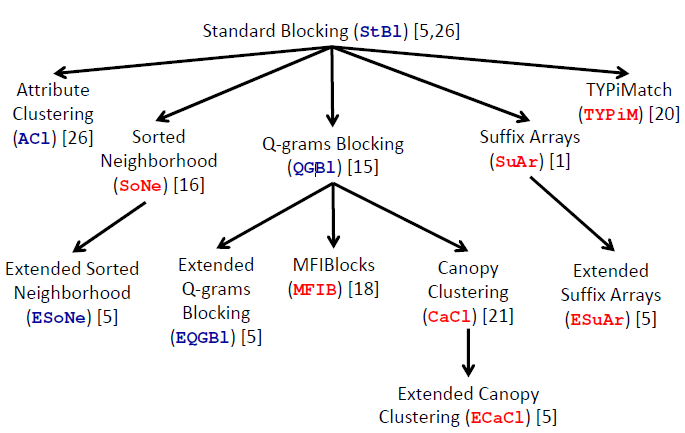 Standard Blocking (StBl) [5,26]
Attribute
Clustering
(ACl) [26]
Sorted
Neighborhood
(SoNe) [16]
Q-grams Blocking
(QGBl) [15]
Suffix Arrays
(SuAr) [1]
TYPiMatch
(TYPiM) [20]
Extended Sorted
Neighborhood
(ESoNe) [5]
Extended
Q-grams
Blocking
(EQGBl) [5]
MFIBlocks
(MFIB) [18]
Canopy
Clustering
(CaCl) [21]
Extended
Suffix Arrays
(ESuAr) [5]
Extended Canopy
Clustering (ECaCl) [5]